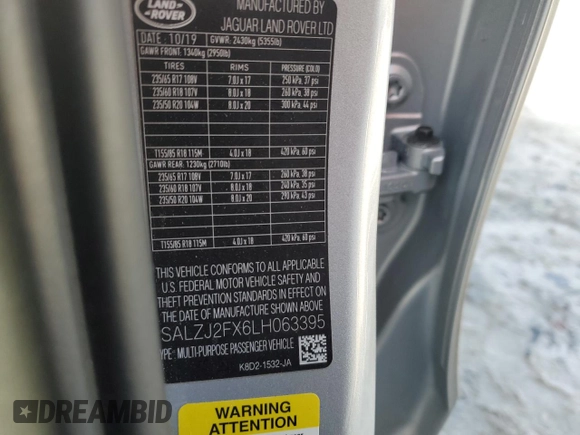 LAND-
ROVER
MANUFACTURED BY
JAGUAR LAND ROVER LTD
DATE: 10/19 GVWR: 2430kg (5355lb)
GAWR FRONT: 1340kg (2950lb)
TIRES RIMS PRESSURE (COLD)
235/65 R17 108V 7.0J x 17 250 kPa, 37 psi
235/60 R18 107V 8.0J x 18 260 kPa, 38 psi
235/50 R20 104W 8.0J x 20 300 kPa, 44 psi
T155/85 R18 115M 4.0J x 18 420 kPa, 60 psi
GAWR REAR: 1230kg (2710lb)
235/65 R17 108V 7.0J x 17 260 kPa, 38 psi
235/60 R18 107V 8.0J x 18 240 kPa, 35 psi
235/50 R20 104W 8.0J x 20 290 kPa, 43 psi
T155/85 R18 115M 4.0J x 18 420 kPa, 60 psi
THIS VEHICLE CONFORMS TO ALL APPLICABLE
U.S. FEDERAL MOTOR VEHICLE SAFETY AND
THEFT PREVENTION STANDARDS IN EFFECT ON
THE DATE OF MANUFACTURE SHOWN ABOVE.
SALZJ2FX6LH063395
TYPE: MULTI-PURPOSE PASSENGER VEHICLE
K8D2-1532-JA
WARNING
ATTENTION
DREAMBID